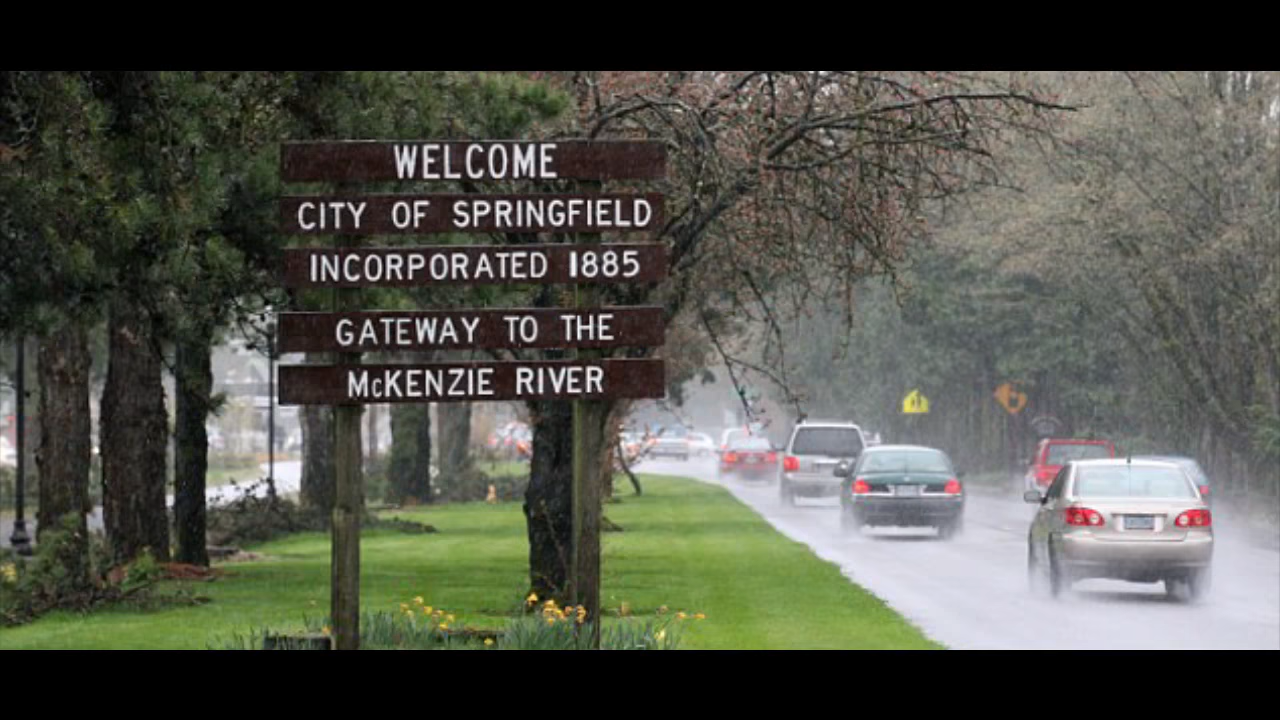 WELCOME
CITY OF SPRINGFIELD
INCORPORATED 1885
GATEWAY TO THE
McKENZIE RIVER